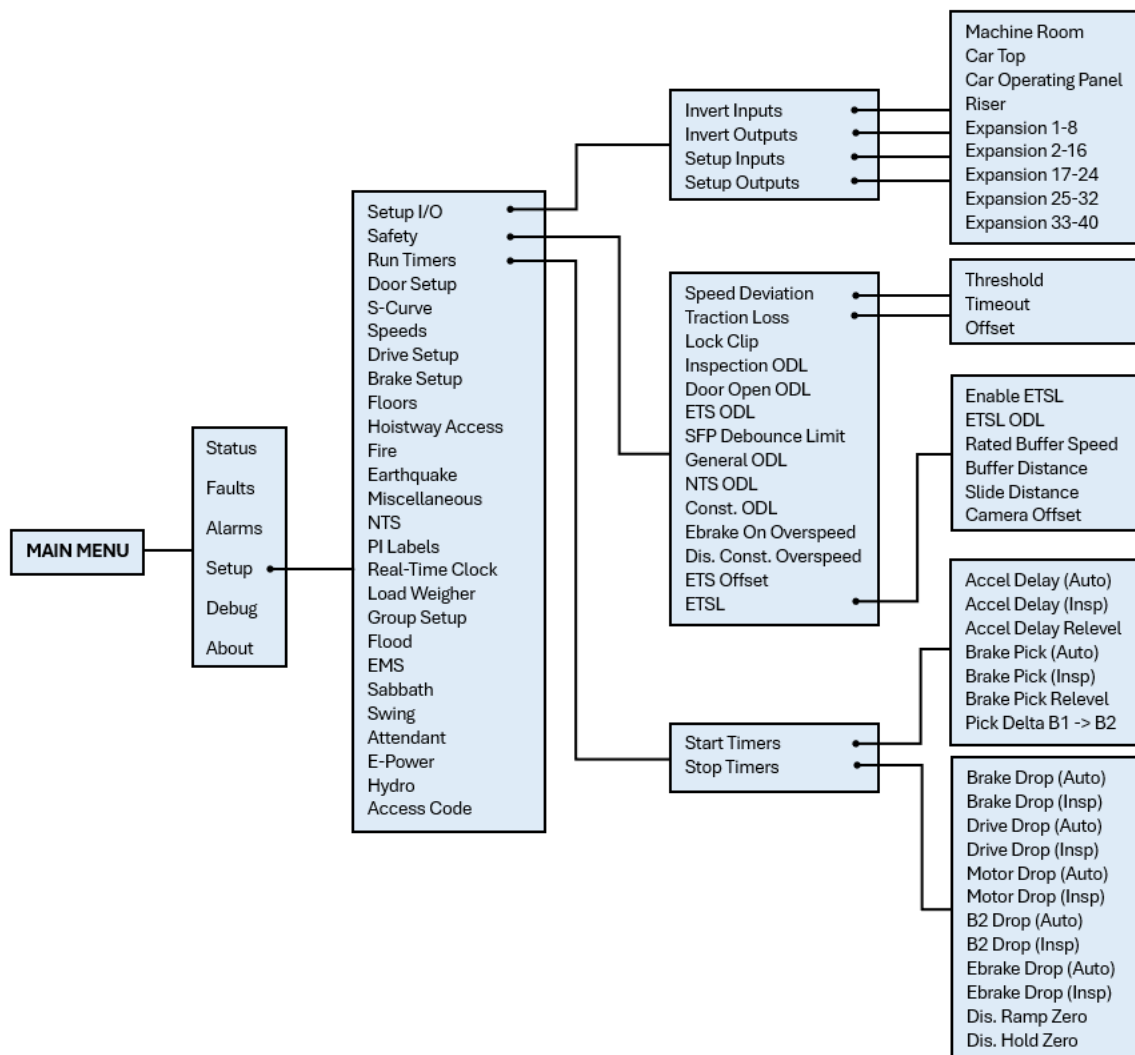 MAIN MENU
Status
Faults
Alarms
Setup
Debug
About
Setup I/O
Safety
Run Timers
Door Setup
S-Curve
Speeds
Drive Setup
Brake Setup
Floors
Hoistway Access
Fire
Earthquake
Miscellaneous
NTS
PI Labels
Real-Time Clock
Load Weigher
Group Setup
Flood
EMS
Sabbath
Swing
Attendant
E-Power
Hydro
Access Code
Invert Inputs
Invert Outputs
Setup Inputs
Setup Outputs
Machine Room
Car Top
Car Operating Panel
Riser
Expansion 1-8
Expansion 2-16
Expansion 17-24
Expansion 25-32
Expansion 33-40
Speed Deviation
Traction Loss
Lock Clip
Inspection ODL
Door Open ODL
ETS ODL
SFP Debounce Limit
General ODL
NTS ODL
Const. ODL
Ebrake On Overspeed
Dis. Const. Overspeed
ETS Offset
ETSL
Threshold
Timeout
Offset
Enable ETSL
ETSL ODL
Rated Buffer Speed
Buffer Distance
Slide Distance
Camera Offset
Start Timers
Stop Timers
Accel Delay (Auto)
Accel Delay (Insp)
Accel Delay Relevel
Brake Pick (Auto)
Brake Pick (Insp)
Brake Pick Relevel
Pick Delta B1 -> B2
Brake Drop (Auto)
Brake Drop (Insp)
Drive Drop (Auto)
Drive Drop (Insp)
Motor Drop (Auto)
Motor Drop (Insp)
B2 Drop (Auto)
B2 Drop (Insp)
Ebrake Drop (Auto)
Ebrake Drop (Insp)
Dis. Ramp Zero
Dis. Hold Zero